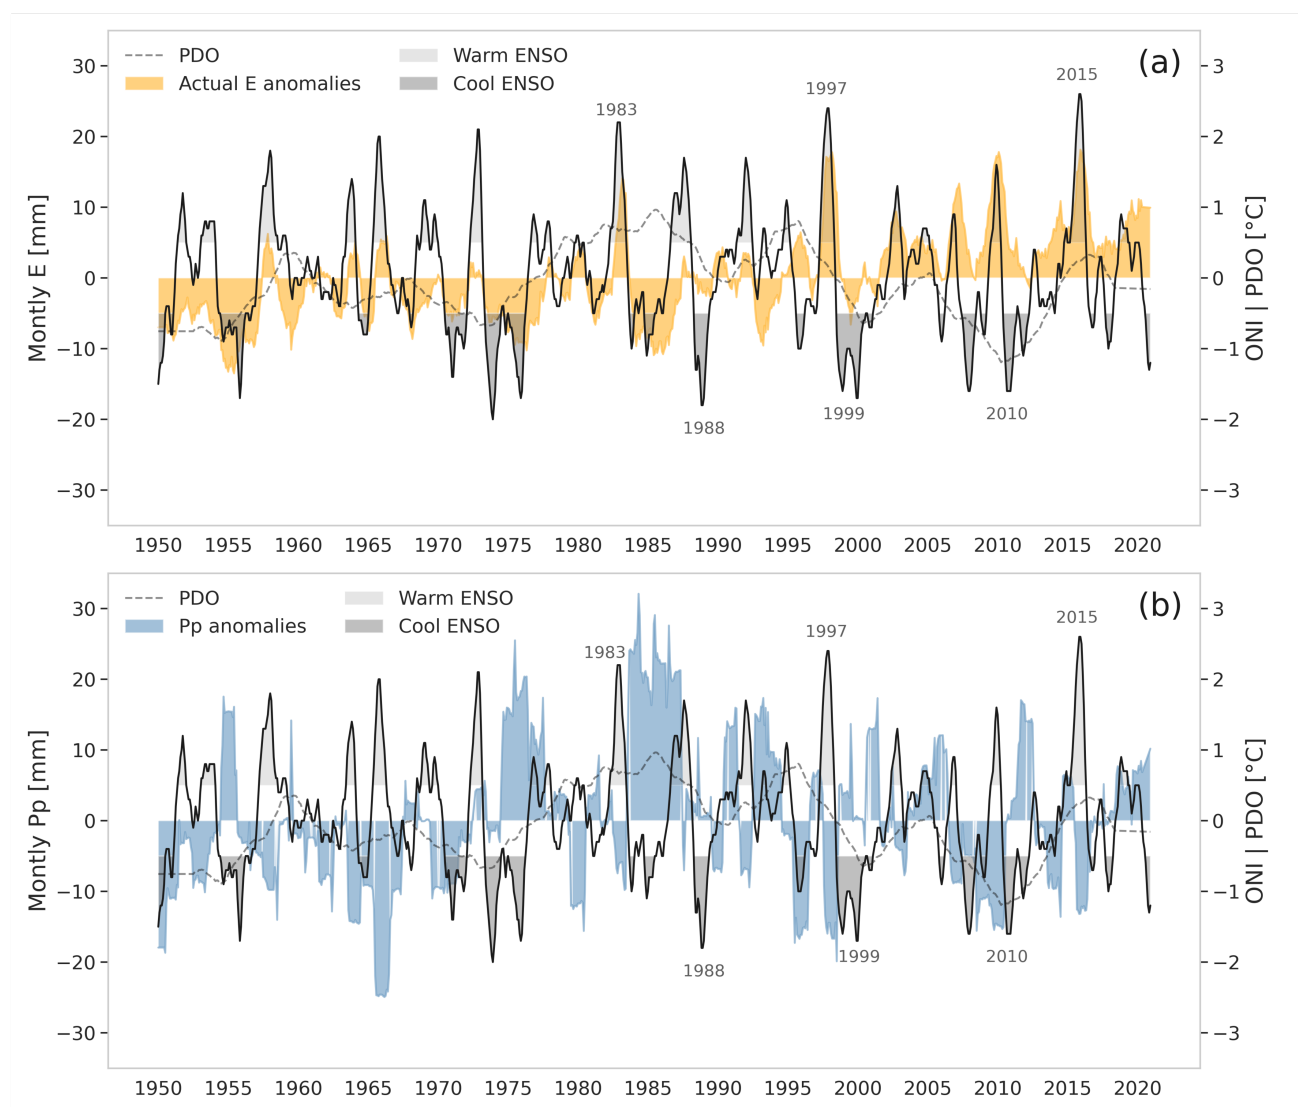 PDO
Actual E anomalies
Warm ENSO
Cool ENSO
(a)
1983
1997
2015
1988
1999
2010
30
20
10
0
−10
−20
−30
Montly E [mm]
3
2
1
0
−1
−2
−3
ONI | PDO [°C]
1950 1955 1960 1965 1970 1975 1980 1985 1990 1995 2000 2005 2010 2015 2020
PDO
Pp anomalies
Warm ENSO
Cool ENSO
(b)
1983
1997
2015
1988
1999
2010
30
20
10
0
−10
−20
−30
Montly Pp [mm]
3
2
1
0
−1
−2
−3
ONI | PDO [°C]
1950 1955 1960 1965 1970 1975 1980 1985 1990 1995 2000 2005 2010 2015 2020